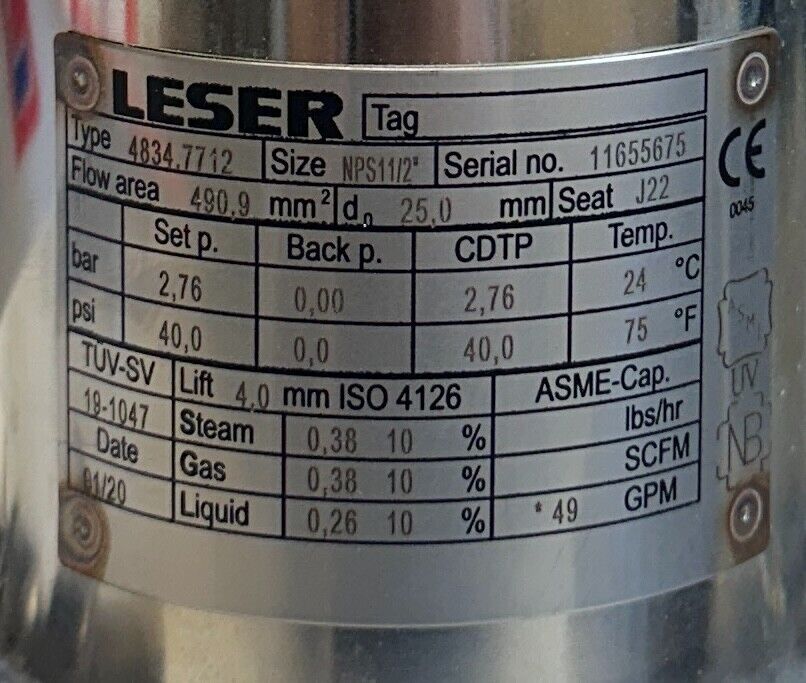 LESER Tag
Type 4834.7712 Size NPS11/2" Serial no. 11655675
Flow area 490,9 mm² d₀ 25,0 mm Seat J22
CE
0045
Set p. Back p. CDTP Temp.
bar 2,76 0,00 2,76 24 °C
psi 40,0 0,0 40,0 75 °F
TÜV-SV Lift 4,0 mm ISO 4126 ASME-Cap.
19-1047 Steam 0,38 10 % lbs/hr
Date Gas 0,38 10 % SCFM
01/20 Liquid 0,26 10 % * 49 GPM
ASME
UV
NB